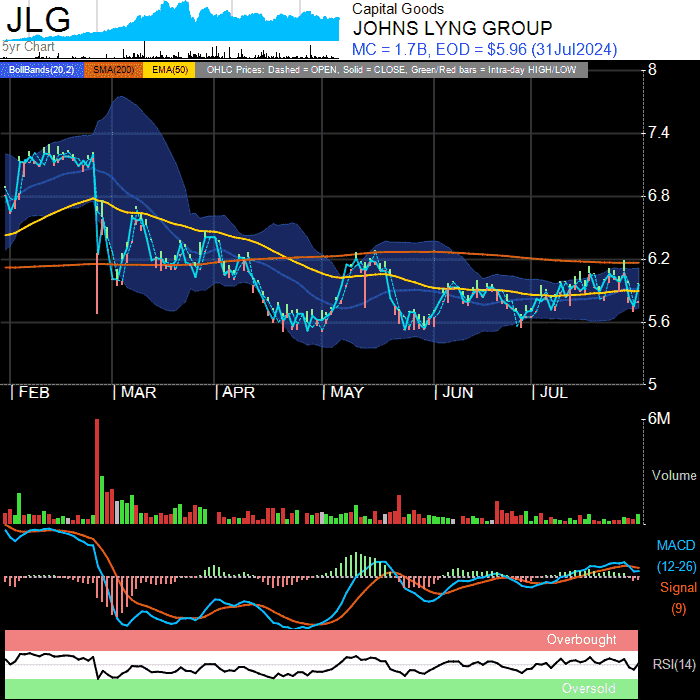 JLG
5yr Chart
Capital Goods
JOHNS LYNG GROUP
MC = 1.7B, EOD = $5.96 (31Jul2024)
BollBands(20,2) SMA(200) EMA(50) OHLC Prices: Dashed = OPEN, Solid = CLOSE, Green/Red bars = Intra-day HIGH/LOW
8
7.4
6.8
6.2
5.6
5
FEB MAR APR MAY JUN JUL
6M
Volume
MACD
(12-26)
Signal
(9)
Overbought
RSI(14)
Oversold